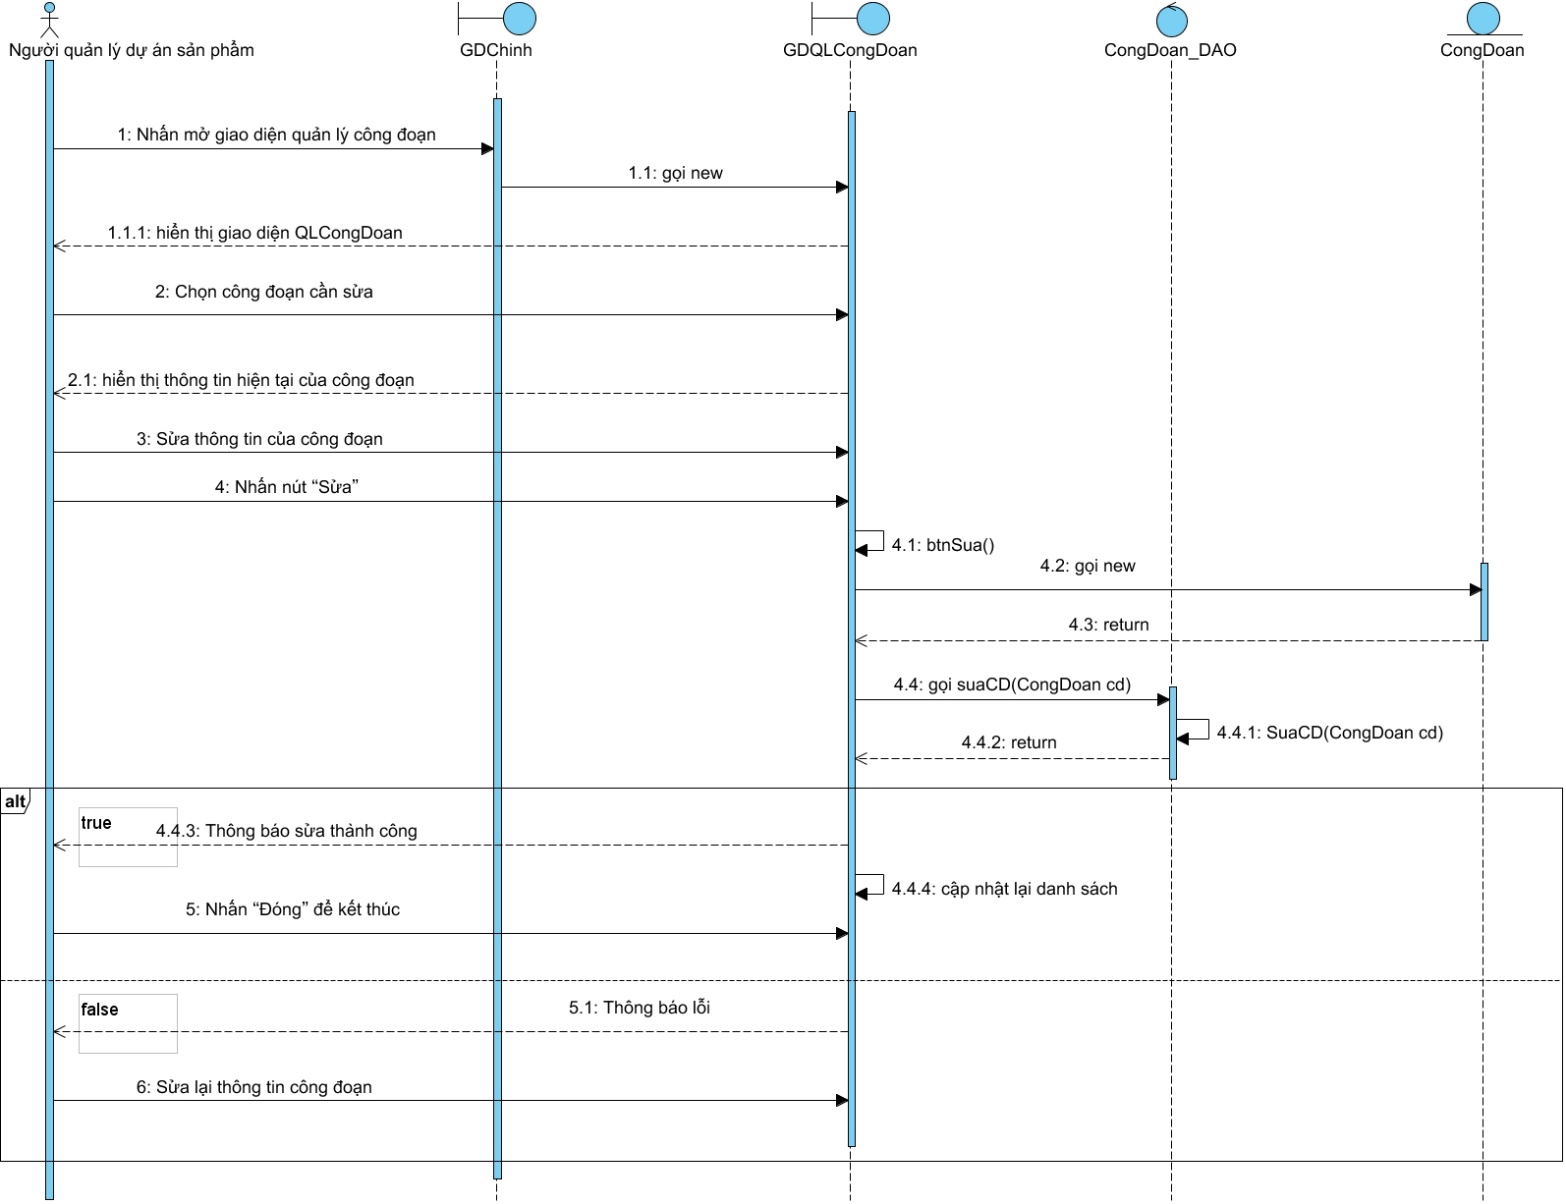 Người quản lý dự án sản phẩm
GDChinh
GDQLCongDoan
CongDoan_DAO
CongDoan
1: Nhấn mở giao diện quản lý công đoạn
1.1: gọi new
1.1.1: hiển thị giao diện QLCongDoan
2: Chọn công đoạn cần sửa
2.1: hiển thị thông tin hiện tại của công đoạn
3: Sửa thông tin của công đoạn
4: Nhấn nút “Sửa”
4.1: btnSua()
4.2: gọi new
4.3: return
4.4: gọi suaCD(CongDoan cd)
4.4.1: SuaCD(CongDoan cd)
4.4.2: return
alt
true
4.4.3: Thông báo sửa thành công
4.4.4: cập nhật lại danh sách
5: Nhấn “Đóng” để kết thúc
false
5.1: Thông báo lỗi
6: Sửa lại thông tin công đoạn